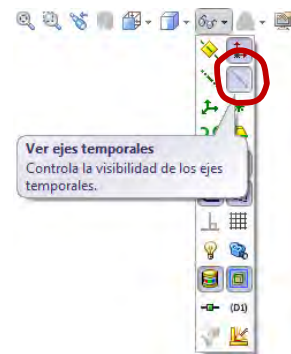 Ver ejes temporales
Controla la visibilidad de los ejes
temporales.
(D1)